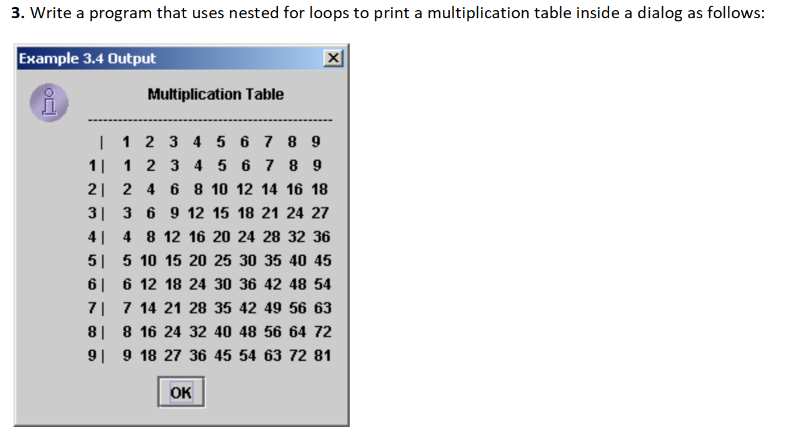 3. Write a program that uses nested for loops to print a multiplication table inside a dialog as follows:
Example 3.4 Output
Multiplication Table
-------------------------------------------------
| 1 2 3 4 5 6 7 8 9
1| 1 2 3 4 5 6 7 8 9
2| 2 4 6 8 10 12 14 16 18
3| 3 6 9 12 15 18 21 24 27
4| 4 8 12 16 20 24 28 32 36
5| 5 10 15 20 25 30 35 40 45
6| 6 12 18 24 30 36 42 48 54
7| 7 14 21 28 35 42 49 56 63
8| 8 16 24 32 40 48 56 64 72
9| 9 18 27 36 45 54 63 72 81
OK